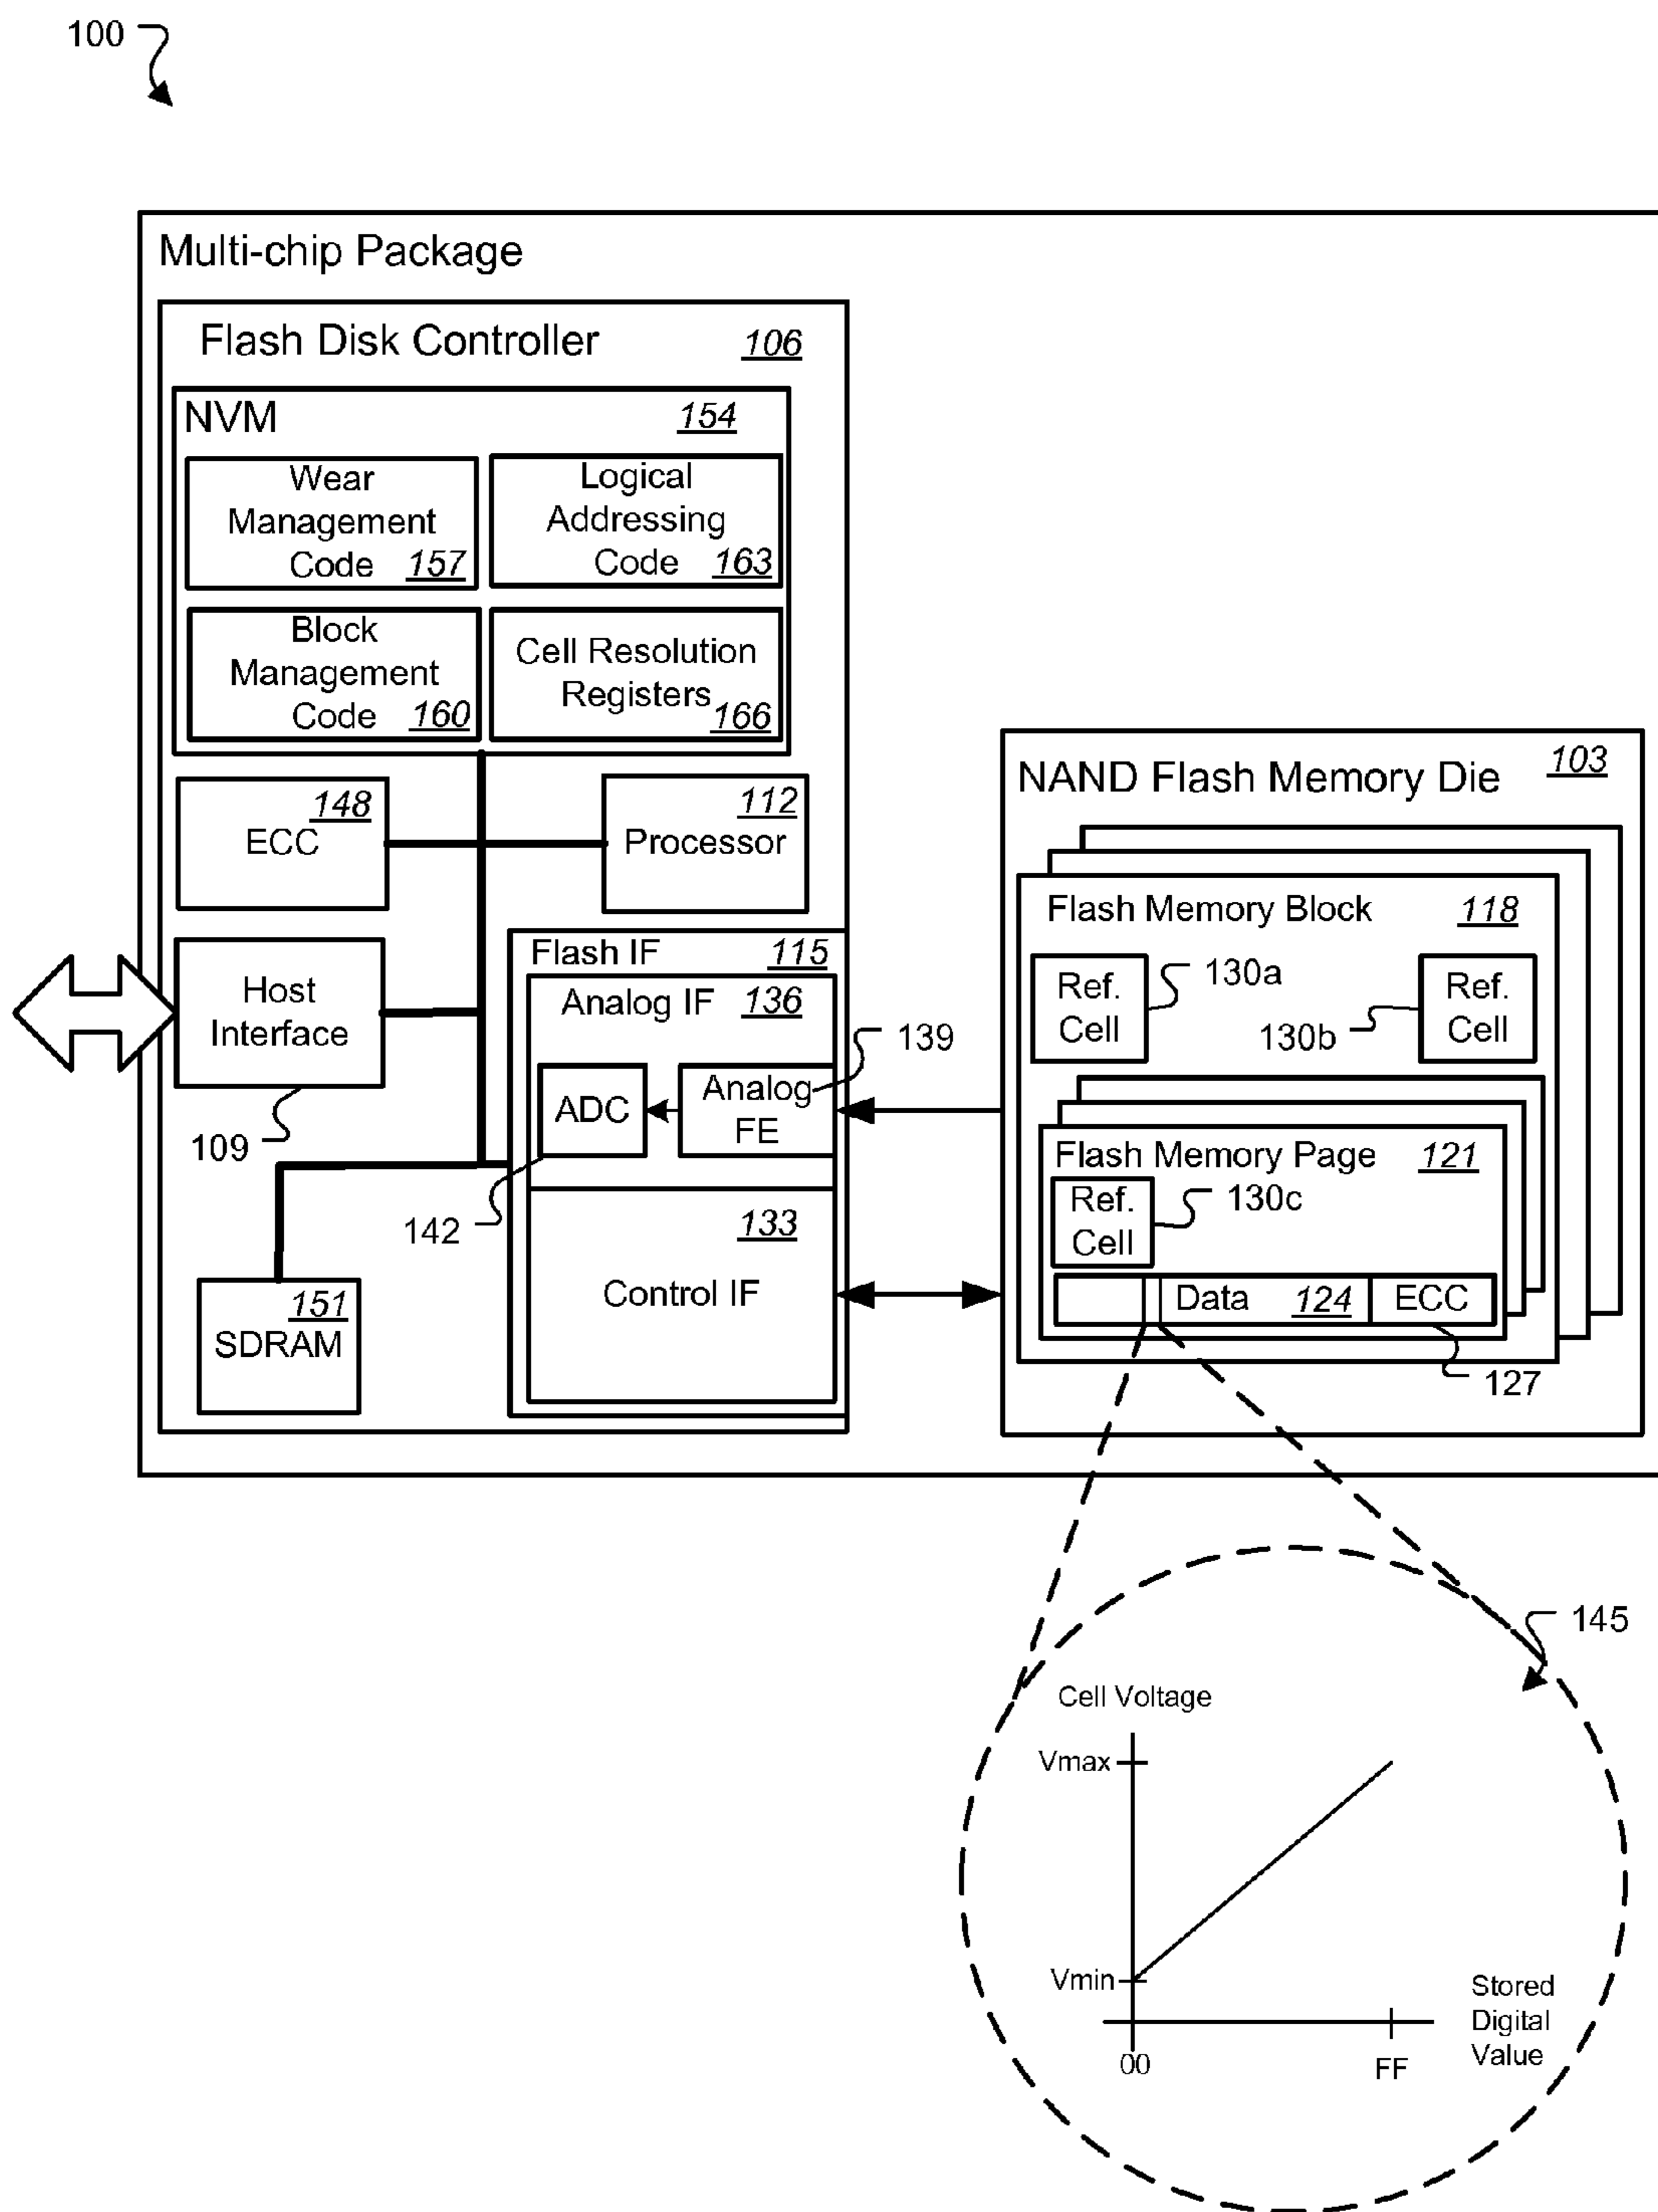 100
Multi-chip Package
Flash Disk Controller 106
NVM 154
Wear
Management
Code 157
Logical
Addressing
Code 163
Block
Management
Code 160
Cell Resolution
Registers 166
148
ECC
112
Processor
Host
Interface
109
Flash IF 115
Analog IF 136
ADC
Analog
FE
139
142
133
Control IF
151
SDRAM
NAND Flash Memory Die 103
Flash Memory Block 118
Ref.
Cell
130a
130b
Ref.
Cell
Flash Memory Page 121
Ref.
Cell
130c
Data 124 ECC
127
145
Cell Voltage
Vmax
Vmin
00
FF
Stored
Digital
Value